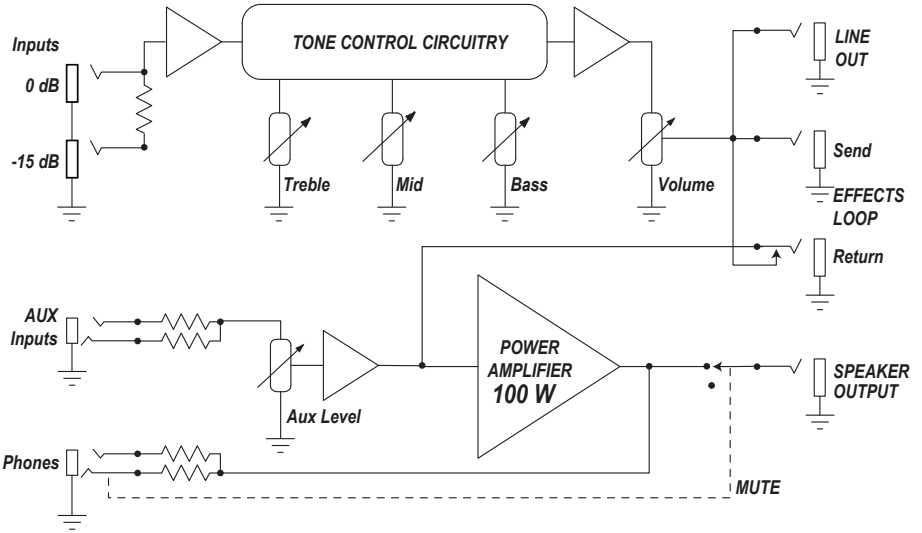 Inputs
0 dB
-15 dB
TONE CONTROL CIRCUITRY
Treble
Mid
Bass
Volume
LINE
OUT
Send
EFFECTS
LOOP
Return
AUX
Inputs
Aux Level
POWER
AMPLIFIER
100 W
SPEAKER
OUTPUT
Phones
MUTE